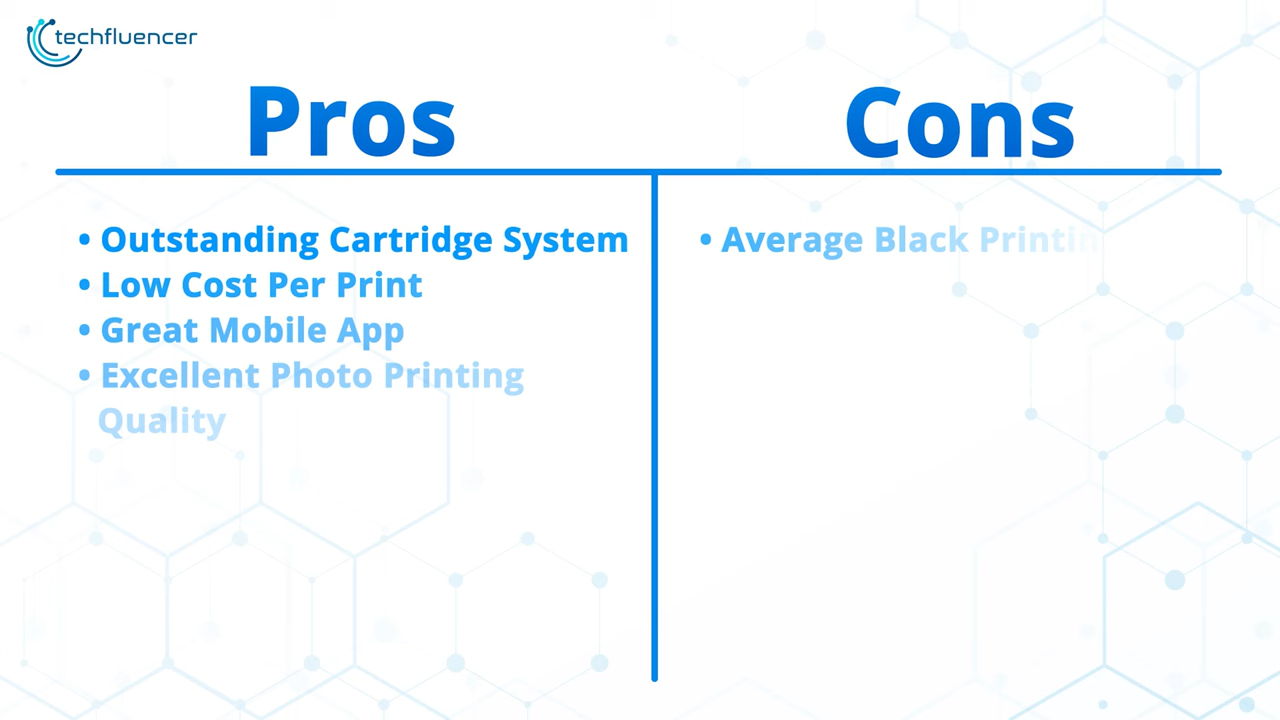 techfluencer
Pros
Cons
• Outstanding Cartridge System
• Low Cost Per Print
• Great Mobile App
• Excellent Photo Printing
Quality
• Average Black Printin